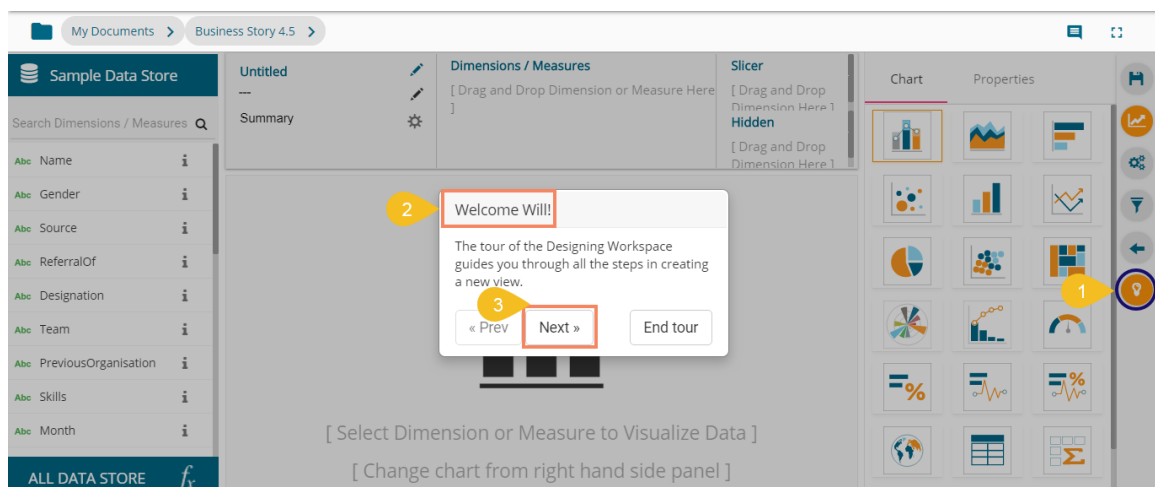 My Documents
Business Story 4.5
Sample Data Store
Search Dimensions / Measures
Abc Name i
Abc Gender i
Abc Source i
Abc ReferralOf i
Abc Designation i
Abc Team i
Abc PreviousOrganisation i
Abc Skills i
Abc Month i
ALL DATA STORE fx
Untitled
---
Summary
Dimensions / Measures
[ Drag and Drop Dimension or Measure Here
]
Slicer
[ Drag and Drop
Dimension Here ]
Hidden
[ Drag and Drop
Dimension Here ]
Chart Properties
2
Welcome Will!
The tour of the Designing Workspace
guides you through all the steps in creating
a new view.
3
« Prev Next » End tour
1
[ Select Dimension or Measure to Visualize Data ]
[ Change chart from right hand side panel ]
%
%
Σ